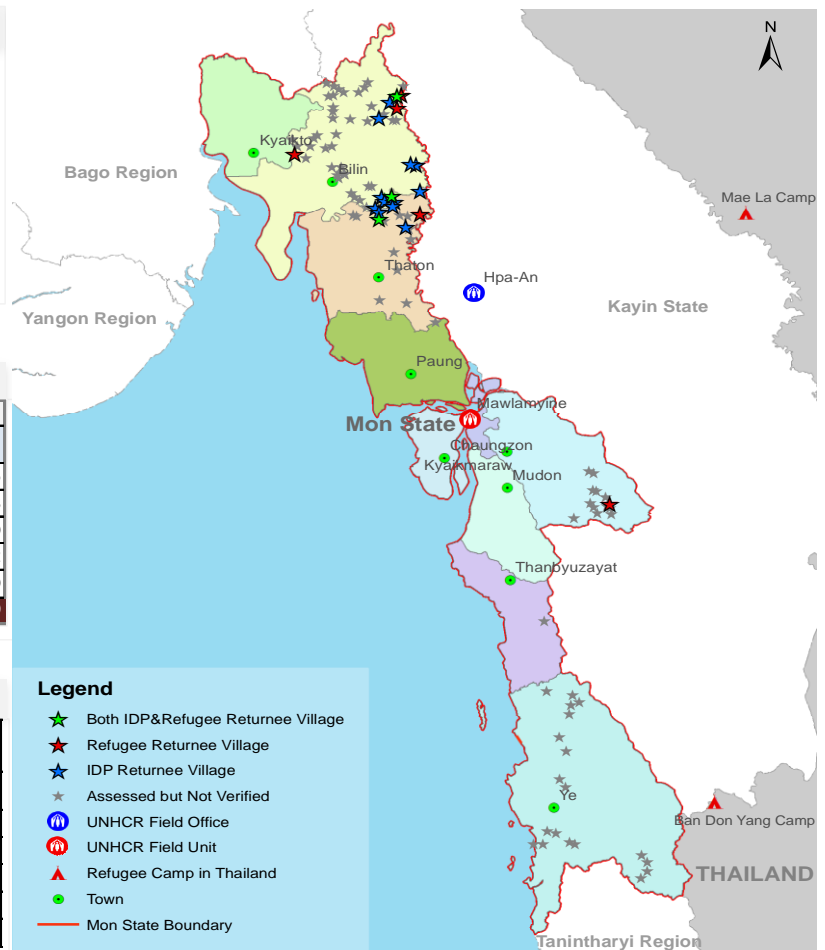 N
Kyaikto
Bago Region
Bilin
Mae La Camp
Thaton
Hpa-An
Kayin State
Yangon Region
Paung
Mawlamyine
Mon State
Chaungzon
Kyaikmaraw
Mudon
Thanbyuzayat
Legend
Both IDP&Refugee Returnee Village
Refugee Returnee Village
IDP Returnee Village
Assessed but Not Verified
UNHCR Field Office
UNHCR Field Unit
Refugee Camp in Thailand
Town
Mon State Boundary
Ye
Ban Don Yang Camp
THAILAND
Tanintharyi Region